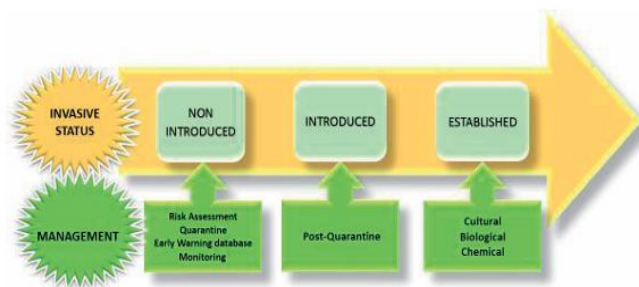 INVASIVE
STATUS
NON
INTRODUCED
INTRODUCED
ESTABLISHED
MANAGEMENT
Risk Assessment
Quarantine
Early Warning database
Monitoring
Post-Quarantine
Cultural
Biological
Chemical